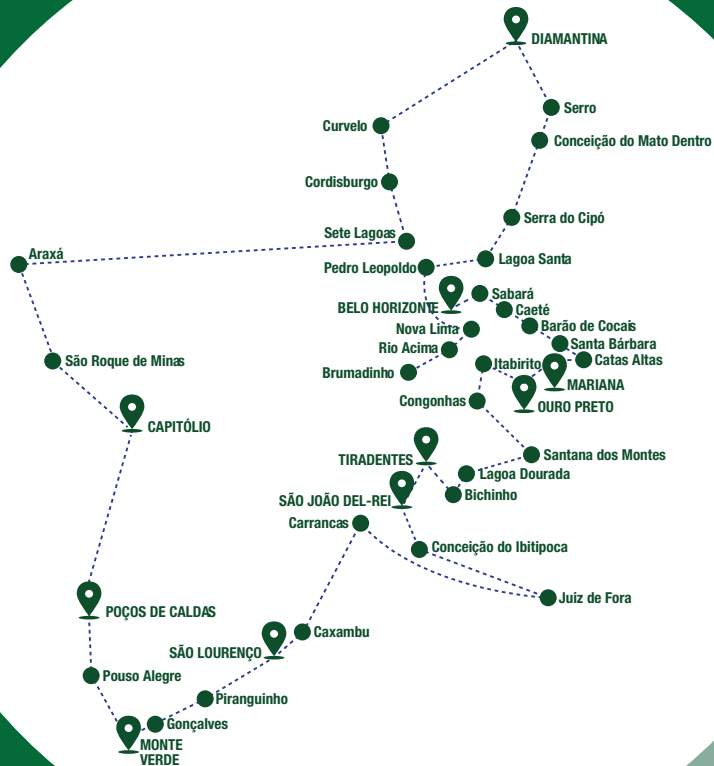 DIAMANTINA
Serro
Curvelo
Conceição do Mato Dentro
Cordisburgo
Serra do Cipó
Sete Lagoas
Araxá
Lagoa Santa
Pedro Leopoldo
Sabará
BELO HORIZONTE
Caeté
Nova Lima
Barão de Cocais
Santa Bárbara
Rio Acima
Catas Altas
São Roque de Minas
Itabirito
Brumadinho
MARIANA
Congonhas
OURO PRETO
CAPITÓLIO
Santana dos Montes
TIRADENTES
Lagoa Dourada
Bichinho
SÃO JOÃO DEL-REI
Carrancas
Conceição do Ibitipoca
Juiz de Fora
POÇOS DE CALDAS
Caxambu
SÃO LOURENÇO
Pouso Alegre
Piranguinho
Gonçalves
MONTE
VERDE